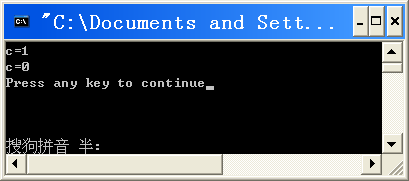 "C:\Documents and Sett...
c=1
c=0
Press any key to continue
搜狗拼音 半: